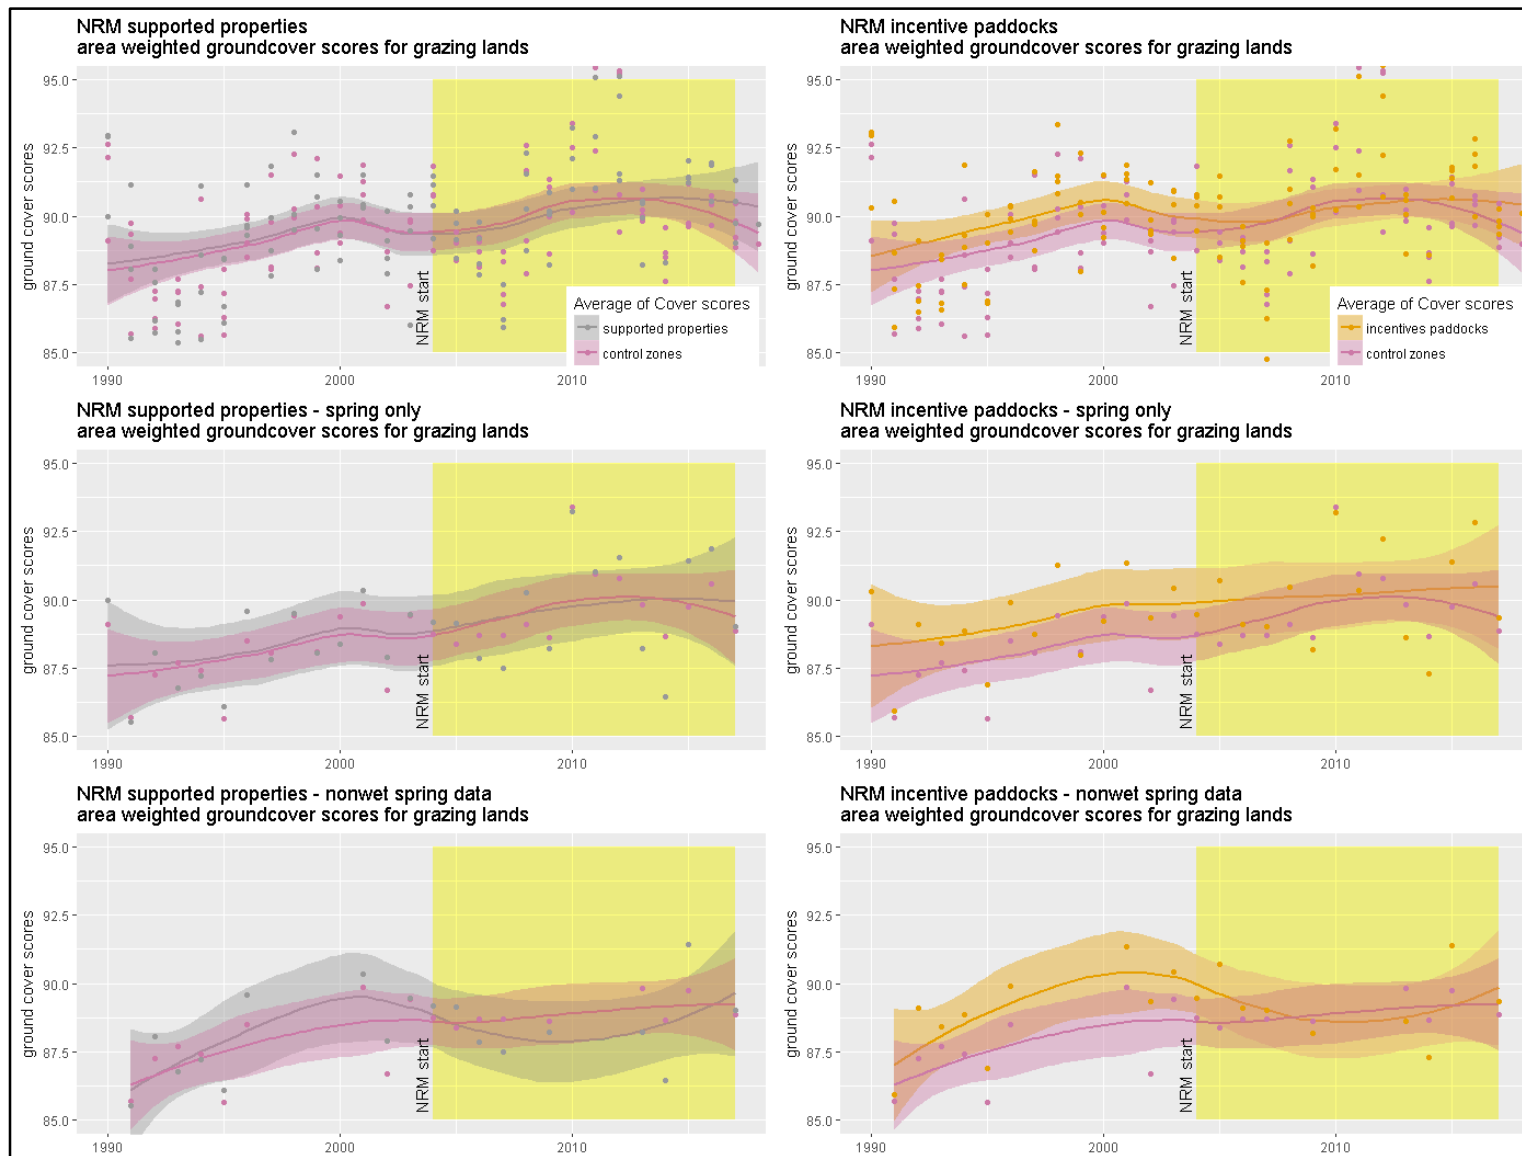 NRM supported properties
area weighted groundcover scores for grazing lands
95.0
92.5
90.0
87.5
85.0
ground cover scores
NRM start
Average of Cover scores
supported properties
control zones
1990
2000
2010
NRM incentive paddocks
area weighted groundcover scores for grazing lands
95.0
92.5
90.0
87.5
85.0
ground cover scores
NRM start
Average of Cover scores
incentives paddocks
control zones
1990
2000
2010
NRM supported properties - spring only
area weighted groundcover scores for grazing lands
95.0
92.5
90.0
87.5
85.0
ground cover scores
NRM start
1990
2000
2010
NRM incentive paddocks - spring only
area weighted groundcover scores for grazing lands
95.0
92.5
90.0
87.5
85.0
ground cover scores
NRM start
1990
2000
2010
NRM supported properties - nonwet spring data
area weighted groundcover scores for grazing lands
95.0
92.5
90.0
87.5
85.0
ground cover scores
NRM start
1990
2000
2010
NRM incentive paddocks - nonwet spring data
area weighted groundcover scores for grazing lands
95.0
92.5
90.0
87.5
85.0
ground cover scores
NRM start
1990
2000
2010